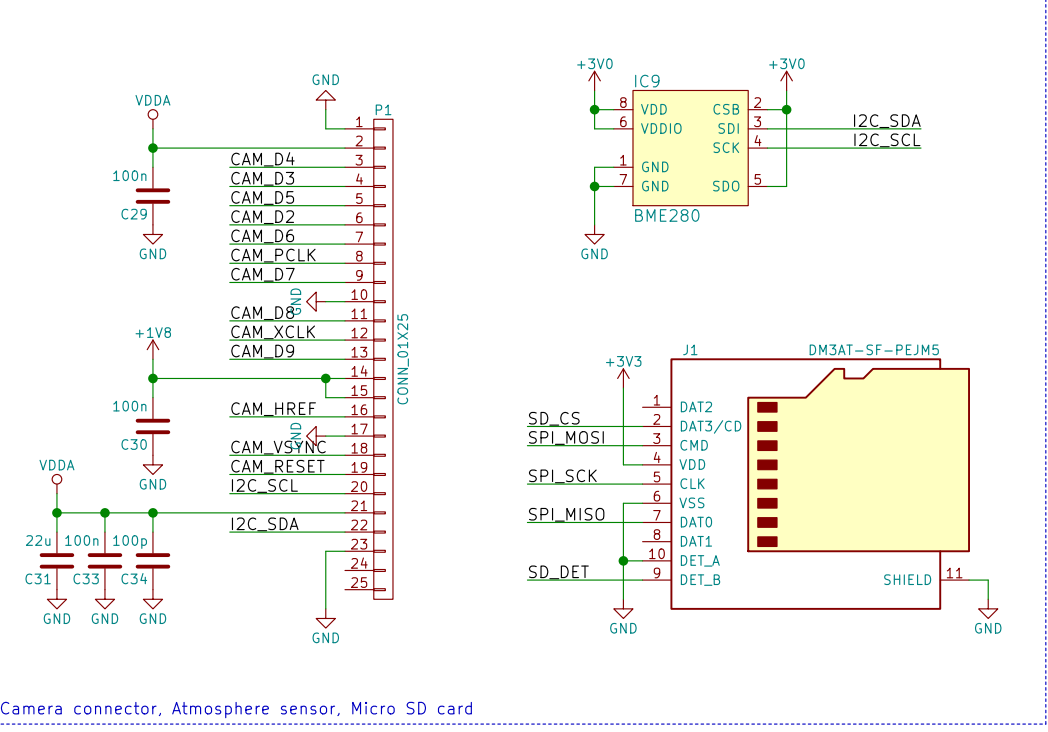 GND
VDDA
P1
1
2
CAM_D4 3
CAM_D3 4
CAM_D5 5
CAM_D2 6
CAM_D6 7
CAM_PCLK 8
CAM_D7 9
GND 10
CAM_D8 11
CAM_XCLK 12
CAM_D9 13
14
15
CAM_HREF 16
GND 17
CAM_VSYNC 18
CAM_RESET 19
I2C_SCL 20
21
I2C_SDA 22
23
24
25
CONN_01X25
GND
100n
C29
GND
+1V8
100n
C30
GND
VDDA
22u 100n 100p
C31 C33 C34
GND GND GND
+3V0 +3V0
IC9
8 VDD CSB 2
6 VDDIO SDI 3 I2C_SDA
SCK 4 I2C_SCL
1 GND
7 GND SDO 5
BME280
GND
J1 DM3AT-SF-PEJM5
+3V3
1 DAT2
SD_CS 2 DAT3/CD
SPI_MOSI 3 CMD
4 VDD
SPI_SCK 5 CLK
6 VSS
SPI_MISO 7 DAT0
8 DAT1
10 DET_A
SD_DET 9 DET_B
SHIELD 11
GND GND
Camera connector, Atmosphere sensor, Micro SD card